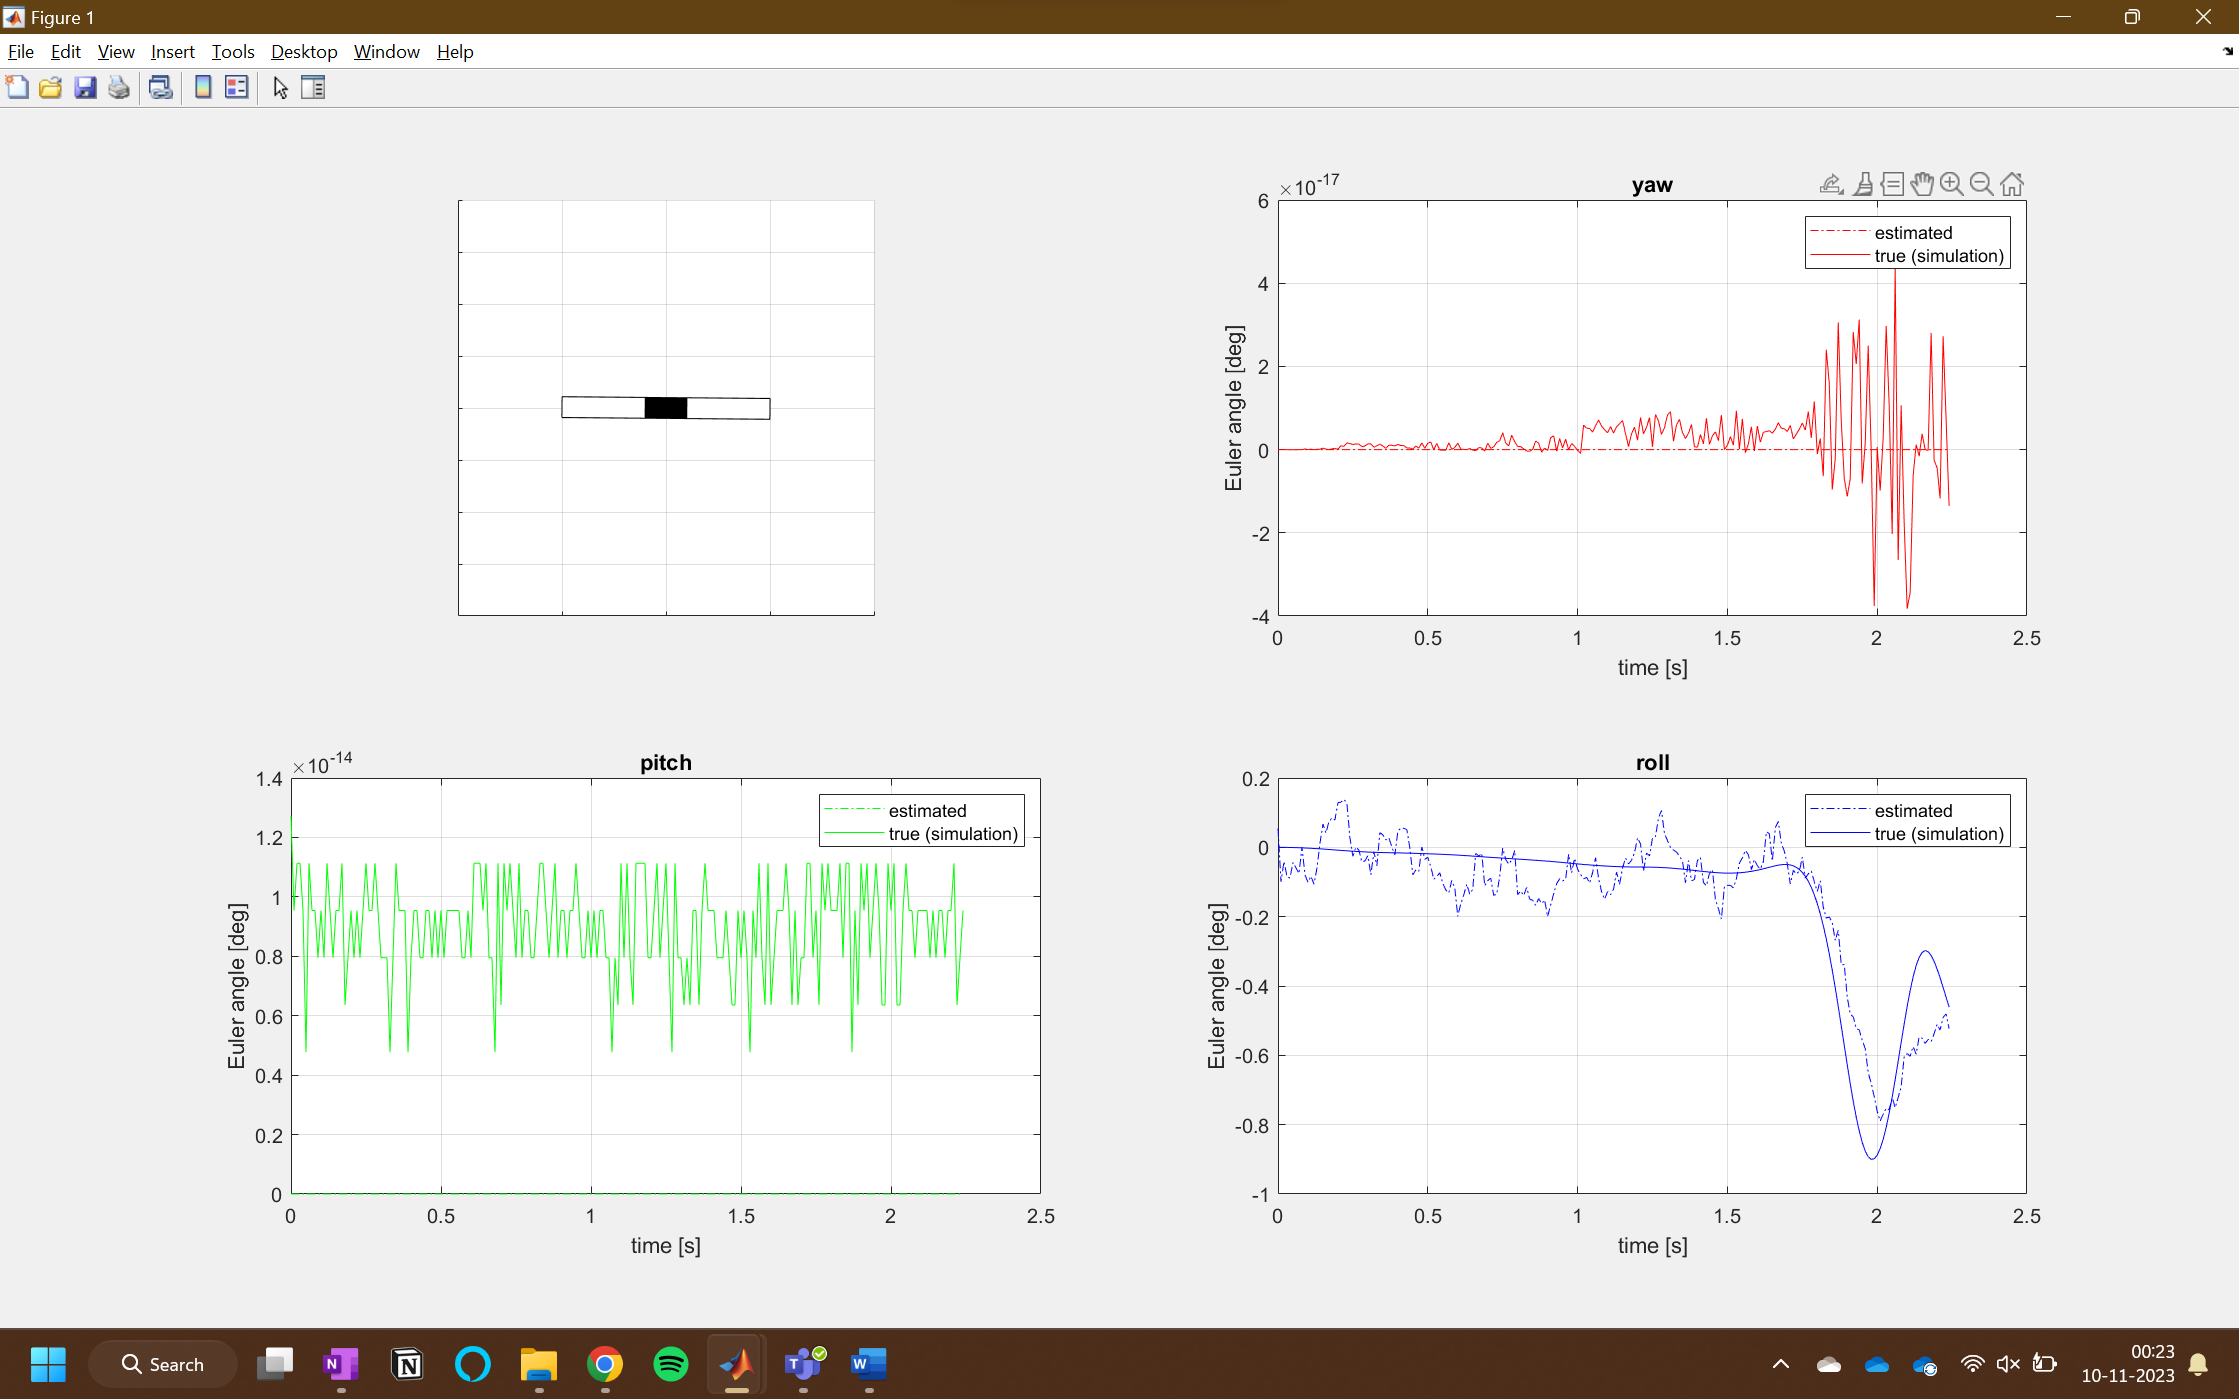 Figure 1
File Edit View Insert Tools Desktop Window Help
×10-17
yaw
6
4
2
0
-2
-4
Euler angle [deg]
estimated
true (simulation)
0 0.5 1 1.5 2 2.5
time [s]
×10-14
pitch
1.4
1.2
1
0.8
0.6
0.4
0.2
0
Euler angle [deg]
estimated
true (simulation)
0 0.5 1 1.5 2 2.5
time [s]
roll
0.2
0
-0.2
-0.4
-0.6
-0.8
-1
Euler angle [deg]
estimated
true (simulation)
0 0.5 1 1.5 2 2.5
time [s]
Search
N
N
T
W
00:23
10-11-2023